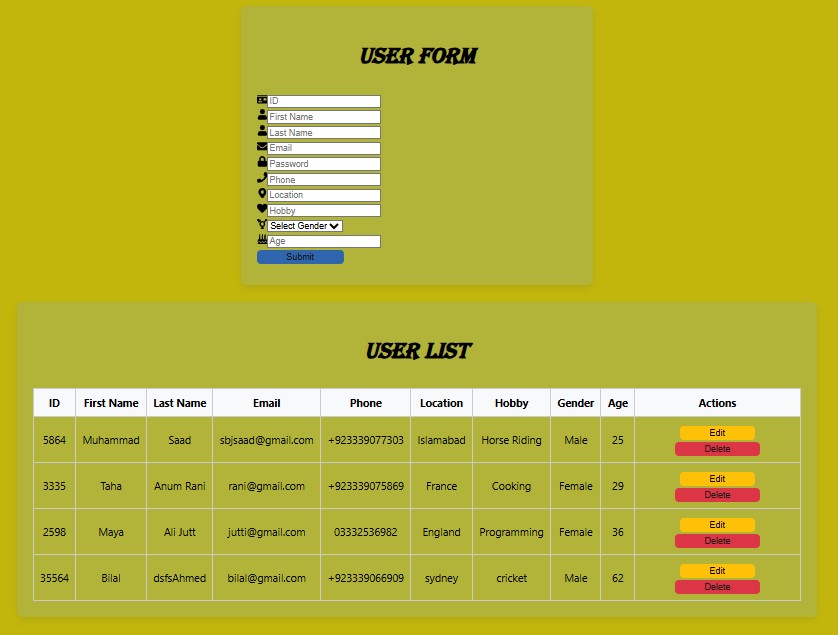 USER FORM
ID
First Name
Last Name
Email
Password
Phone
Location
Hobby
Select Gender
Age
Submit
USER LIST
ID First Name Last Name Email Phone Location Hobby Gender Age Actions
5864 Muhammad Saad sbjsaad@gmail.com +923339077303 Islamabad Horse Riding Male 25 Edit Delete
3335 Taha Anum Rani rani@gmail.com +923339075869 France Cooking Female 29 Edit Delete
2598 Maya Ali Jutt jutti@gmail.com 03332536982 England Programming Female 36 Edit Delete
35564 Bilal dsfsAhmed bilal@gmail.com +923339066909 sydney cricket Male 62 Edit Delete